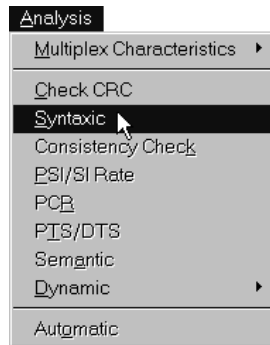 Analysis
Multiplex Characteristics
Check CRC
Syntaxic
Consistency Check
PSI/SI Rate
PCR
PTS/DTS
Semantic
Dynamic
Automatic